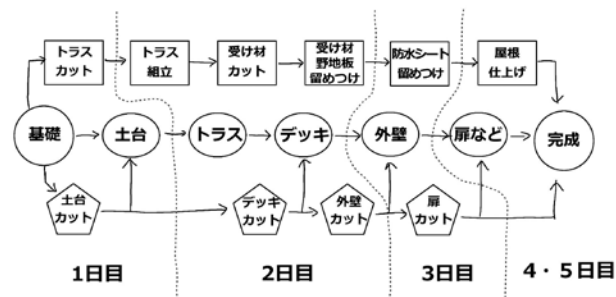 トラス
カット
トラス
組立
受け材
カット
受け材
野地板
留めつけ
防水シート
留めつけ
屋根
仕上げ
基礎
土台
トラス
デッキ
外壁
扉など
完成
土台
カット
デッキ
カット
外壁
カット
扉
カット
1日目
2日目
3日目
4・5日目